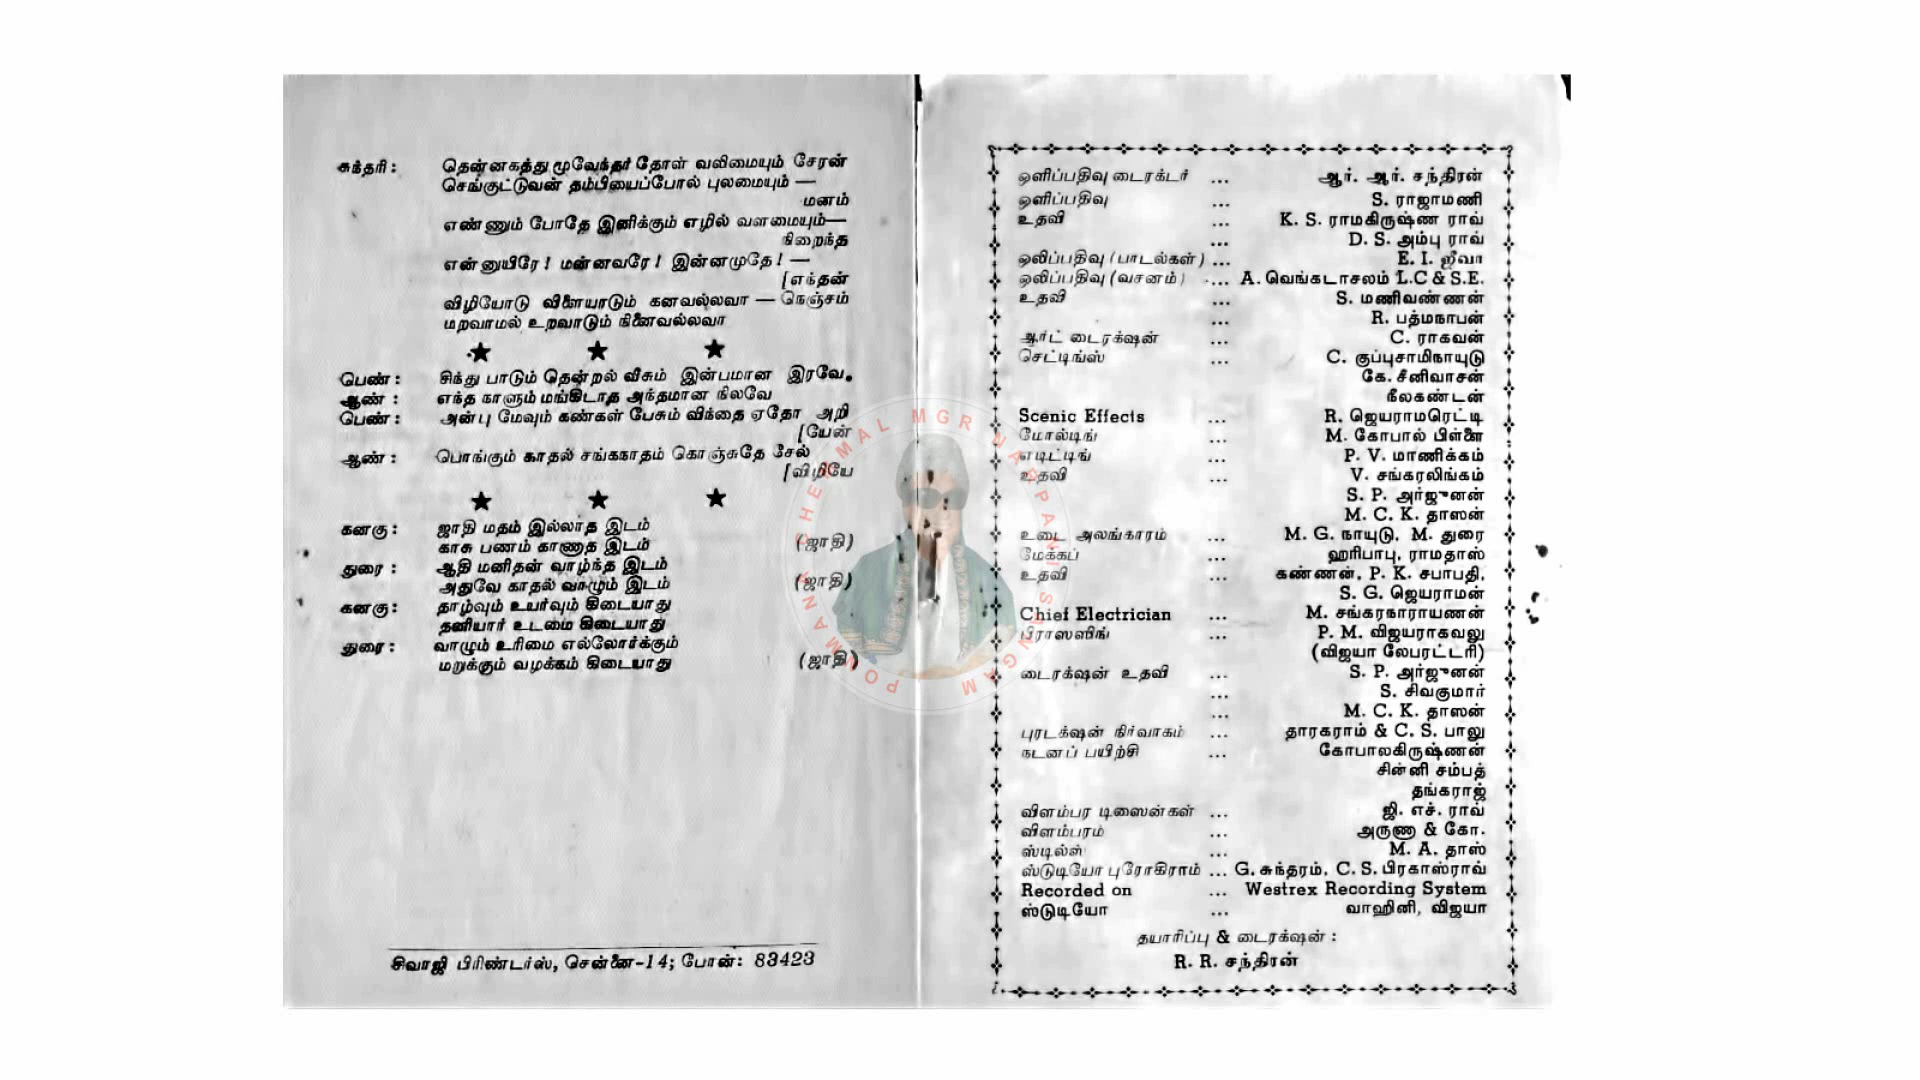 சுந்தரி : தென்னகத்து மூவேந்தர் தோள் வலிமையும் சேரன்
செங்குட்டுவன் தம்பியைப்போல் புலமையும் —
மனம்
எண்ணும் போதே இனிக்கும் எழில் வளமையும்—
நிறைந்த
என்னுயிரே ! மன்னவரே ! இன்னமுதே ! —
[எந்தன்
விழியோடு விளையாடும் கனவல்லவா — நெஞ்சம்
மறவாமல் உறவாடும் நினைவல்லவா
★ ★ ★
பெண் : சிந்து பாடும் தென்றல் வீசும் இன்பமான இரவே.
ஆண் : எந்த நாளும் மங்கிடாத அந்தமான நிலவே
பெண் : அன்பு மேவும் கண்கள் பேசும் விந்தை ஏதோ அறி
[யேன்
ஆண் : பொங்கும் காதல் சங்கநாதம் கொஞ்சுதே சேல்
[விழியே
★ ★ ★
கனகு : ஜாதி மதம் இல்லாத இடம்
காசு பணம் காணாத இடம் (ஜாதி)
துரை : ஆதி மனிதன் வாழ்ந்த இடம்
அதுவே காதல் வாழும் இடம் (ஜாதி)
கனகு : தாழ்வும் உயர்வும் கிடையாது
தனியார் உடமை கிடையாது
துரை : வாழும் உரிமை எல்லோர்க்கும்
மறுக்கும் வழக்கம் கிடையாது (ஜாதி)
சிவாஜி பிரிண்டர்ஸ், சென்னை-14; போன்: 83423
ஒளிப்பதிவு டைரக்டர் ... ஆர். ஆர். சந்திரன்
ஒளிப்பதிவு ... S. ராஜாமணி
உதவி ... K. S. ராமகிருஷ்ண ராவ்
... D. S. அம்பு ராவ்
ஒலிப்பதிவு (பாடல்கள்) ... E. I. ஜீவா
ஒலிப்பதிவு (வசனம்) ... A. வெங்கடாசலம் L.C & S.E.
உதவி ... S. மணிவண்ணன்
... R. பத்மநாபன்
ஆர்ட் டைரக்‌ஷன் ... C. ராகவன்
செட்டிங்ஸ் ... C. குப்புசாமிநாயுடு
கே. சீனிவாசன்
நீலகண்டன்
Scenic Effects ... R. ஜெயராமரெட்டி
மோல்டிங் ... M. கோபால் பிள்ளை
எடிட்டிங் ... P. V. மாணிக்கம்
உதவி ... V. சங்கரலிங்கம்
S. P. அர்ஜுனன்
M. C. K. தாஸன்
உடை அலங்காரம் ... M. G. நாயுடு, M. துரை
மேக்கப் ... ஹரிபாபு, ராமதாஸ்
உதவி ... கண்ணன், P. K. சபாபதி,
S. G. ஜெயராமன்
Chief Electrician ... M. சங்கரநாராயணன்
பிராஸஸிங் ... P. M. விஜயராகவலு
(விஜயா லேபரட்டரி)
டைரக்‌ஷன் உதவி ... S. P. அர்ஜுனன்
... S. சிவகுமார்
... M. C. K. தாஸன்
புரடக்‌ஷன் நிர்வாகம் ... தாரகராம் & C. S. பாலு
நடனப் பயிற்சி ... கோபாலகிருஷ்ணன்
சின்னி சம்பத்
தங்கராஜ்
விளம்பர டிஸைன்கள் ... ஜி. எச். ராவ்
விளம்பரம் ... அருணா & கோ.
ஸ்டில்ஸ் ... M. A. தாஸ்
ஸ்டுடியோ புரோகிராம் ... G. சுந்தரம், C. S. பிரகாஸ்ராவ்
Recorded on ... Westrex Recording System
ஸ்டுடியோ ... வாஹினி, விஜயா
தயாரிப்பு & டைரக்‌ஷன் :
R. R. சந்திரன்
PONMANACHEMMAL MGR NARPANI SANGAM